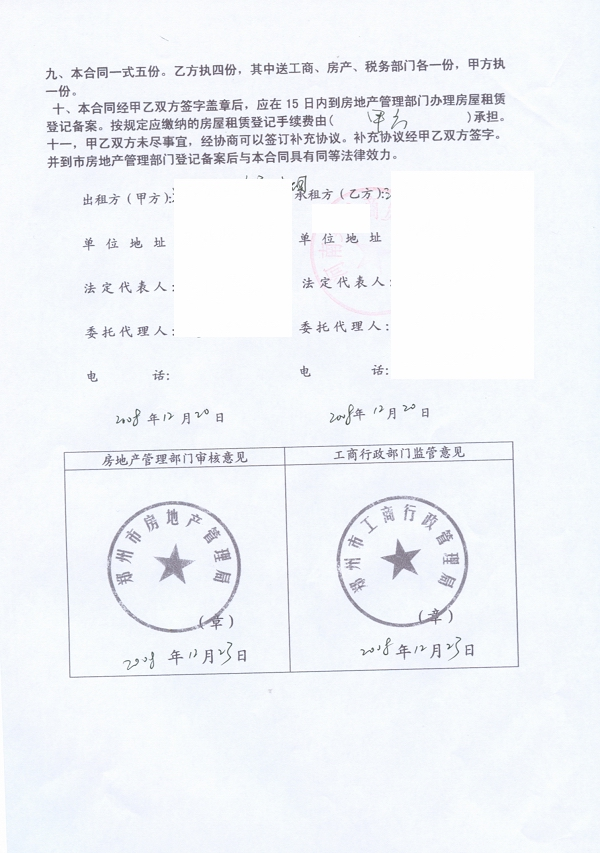 九、本合同一式五份。乙方执四份，其中送工商、房产、税务部门各一份，甲方执
一份。
十、本合同经甲乙双方签字盖章后，应在 15 日内到房地产管理部门办理房屋租赁
登记备案。按规定应缴纳的房屋租赁登记手续费由( 甲方 )承担。
十一，甲乙双方未尽事宜，经协商可以签订补充协议。补充协议经甲乙双方签字。
并到市房地产管理部门登记备案后与本合同具有同等法律效力。
出租方（甲方）: 承租方（乙方）:
单位地址 单位地址
法定代表人: 法定代表人:
委托代理人: 委托代理人:
电 话: 电 话:
2008 年 12 月 20 日 2008 年 12 月 20 日
房地产管理部门审核意见 工商行政部门监管意见
郑州市房地产管理局 郑州市工商行政管理局
（章） （章）
2008 年 12 月 23 日 2008 年 12 月 23 日